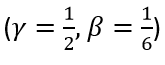 (γ = 1/2, β = 1/6)